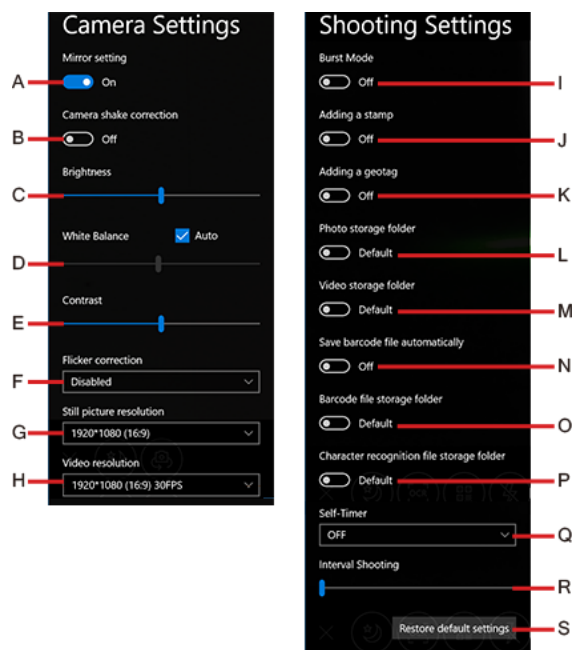 Camera Settings
Mirror setting
A
On
Camera shake correction
B
Off
Brightness
C
White Balance
Auto
D
Contrast
E
Flicker correction
F
Disabled
Still picture resolution
G
1920*1080 (16:9)
Video resolution
H
1920*1080 (16:9) 30FPS
Shooting Settings
Burst Mode
Off
I
Adding a stamp
Off
J
Adding a geotag
Off
K
Photo storage folder
Default
L
Video storage folder
Default
M
Save barcode file automatically
Off
N
Barcode file storage folder
Default
O
Character recognition file storage folder
Default
P
Self-Timer
OFF
Q
Interval Shooting
R
Restore default settings
S